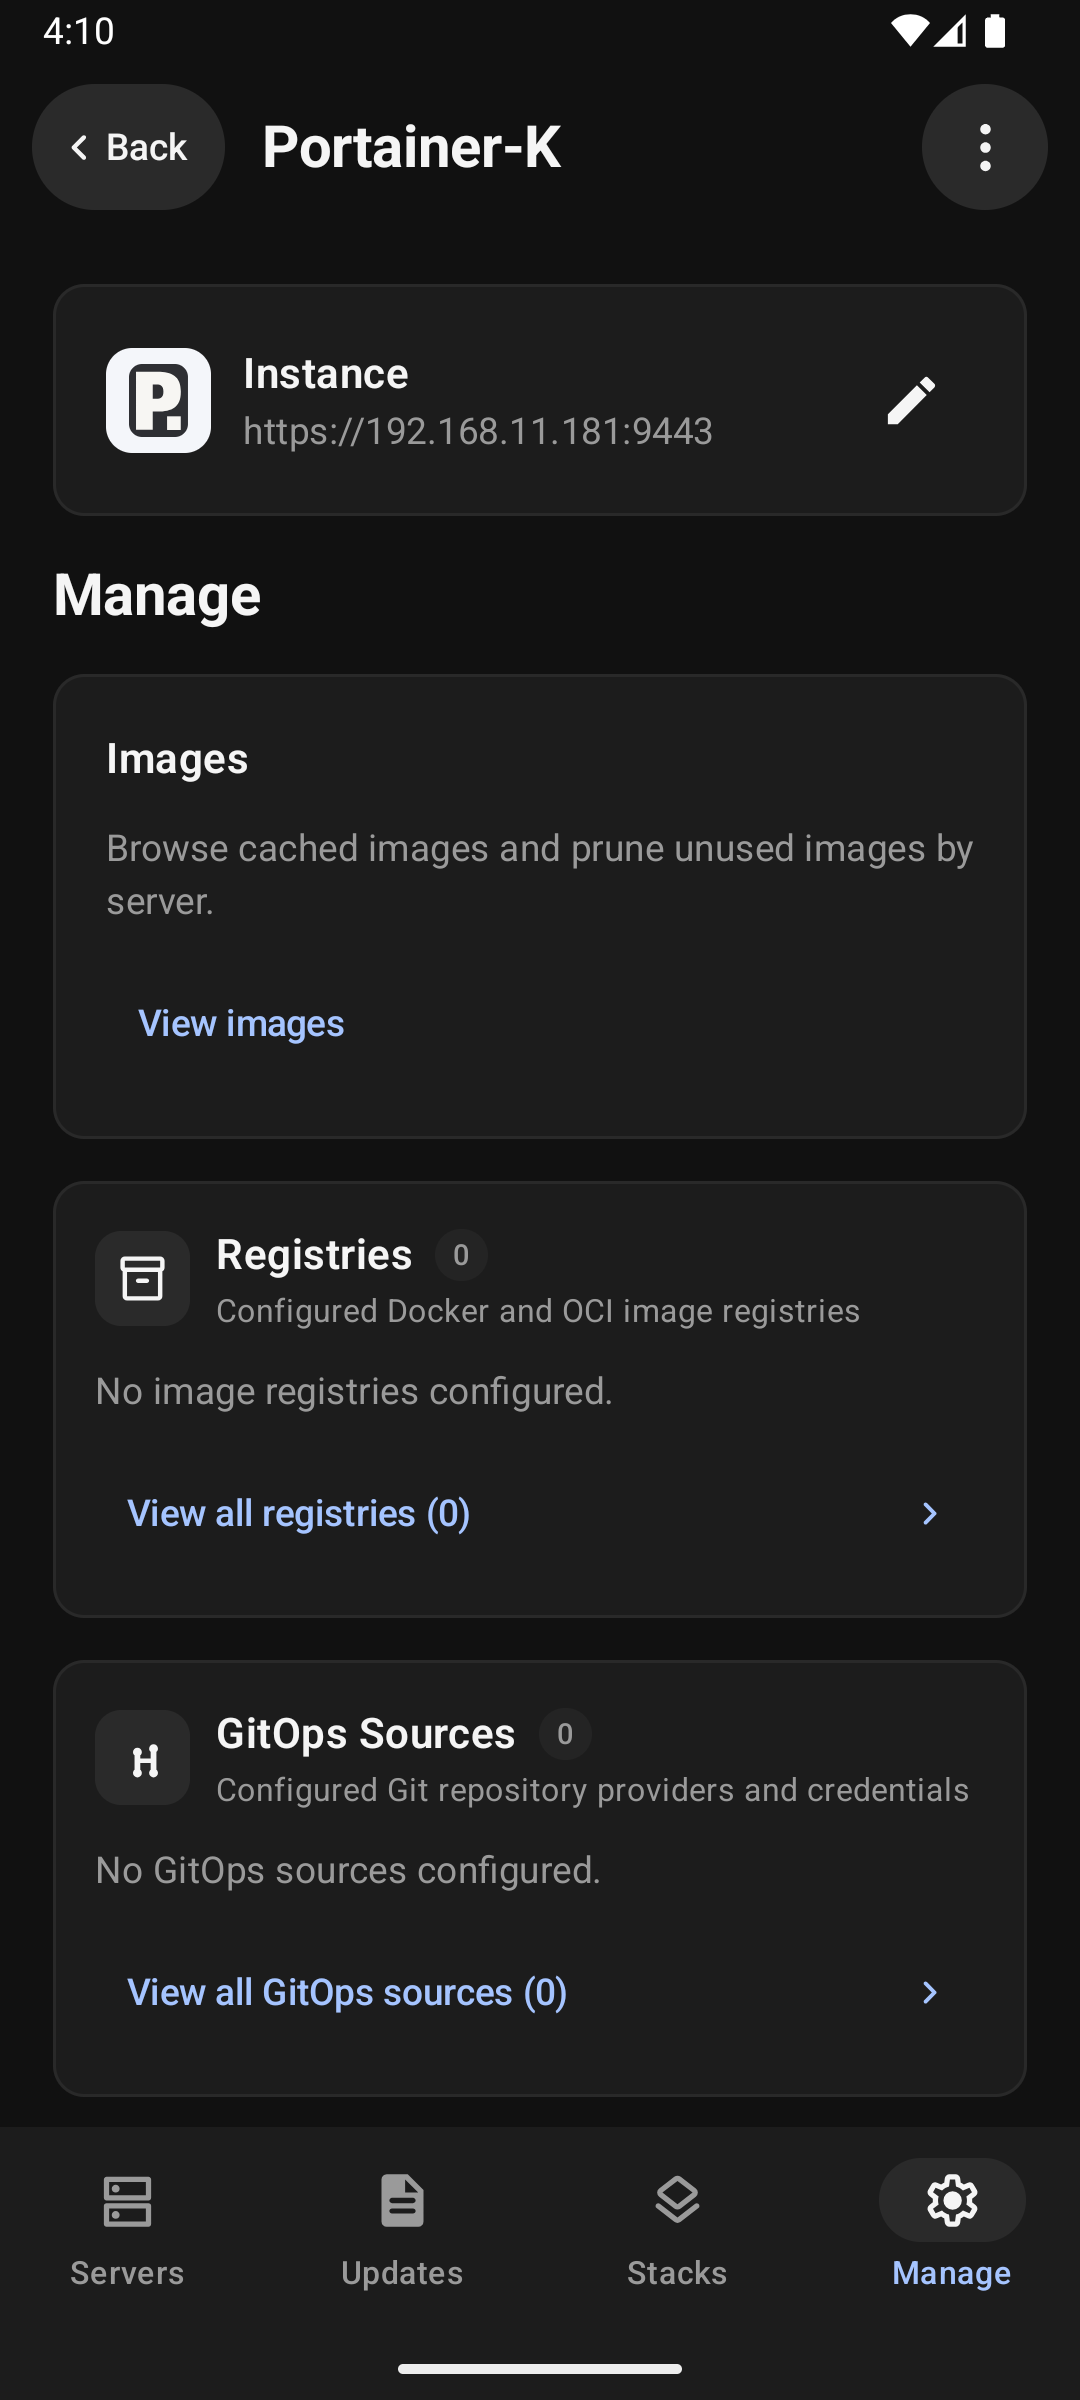 4:10
Back
Portainer-K
P.
Instance
https://192.168.11.181:9443
Manage
Images
Browse cached images and prune unused images by
server.
View images
Registries 0
Configured Docker and OCI image registries
No image registries configured.
View all registries (0)
GitOps Sources 0
Configured Git repository providers and credentials
No GitOps sources configured.
View all GitOps sources (0)
Servers
Updates
Stacks
Manage